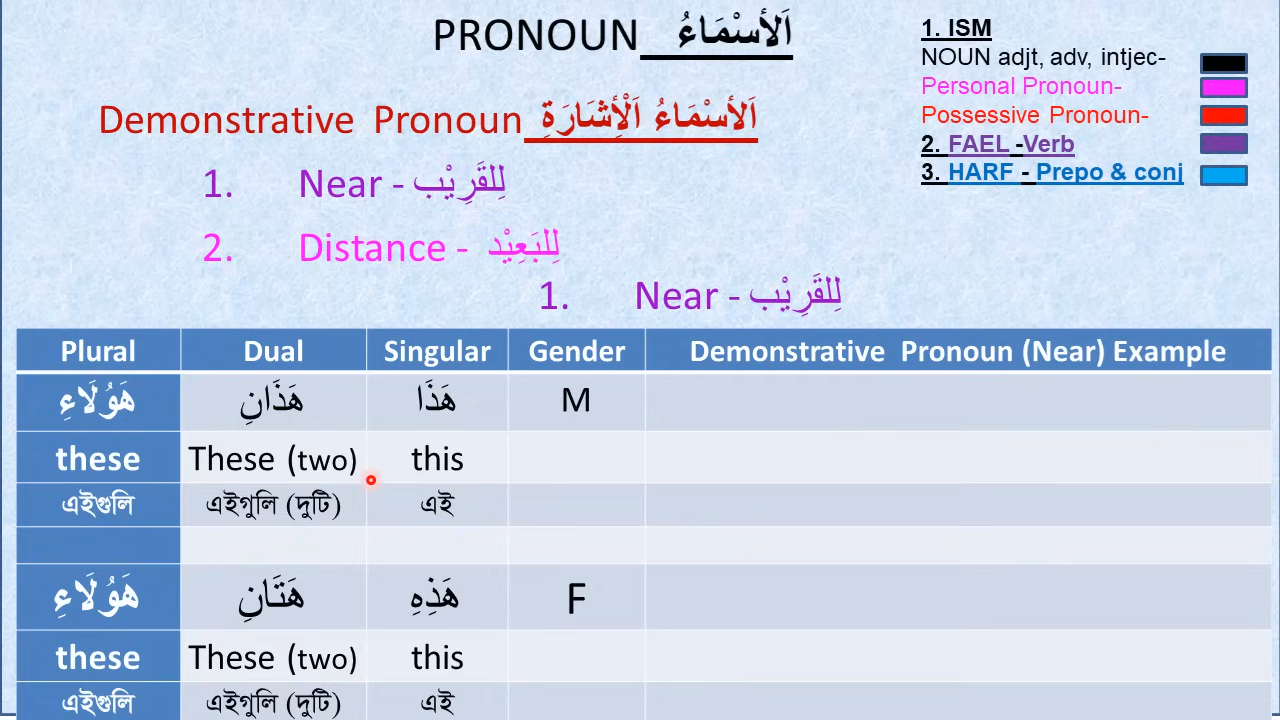 PRONOUN اَلأسْمَاءُ
Demonstrative Pronoun اَلأسْمَاءُ اَلْأِشَارَةِ
1. Near - لِلقَرِيْب
2. Distance - لِلبَعِيْد
1. Near - لِلقَرِيْب
1. ISM
NOUN adjt, adv, intjec-
Personal Pronoun-
Possessive Pronoun-
2. FAEL -Verb
3. HARF - Prepo & conj
Plural Dual Singular Gender Demonstrative Pronoun (Near) Example
هَوُلَاءِ هَذَانِ هَذَا M
these These (two) this
এইগুলি এইগুলি (দুটি) এই
هَوُلَاءِ هَتَانِ هَذِهِ F
these These (two) this
এইগুলি এইগুলি (দুটি) এই